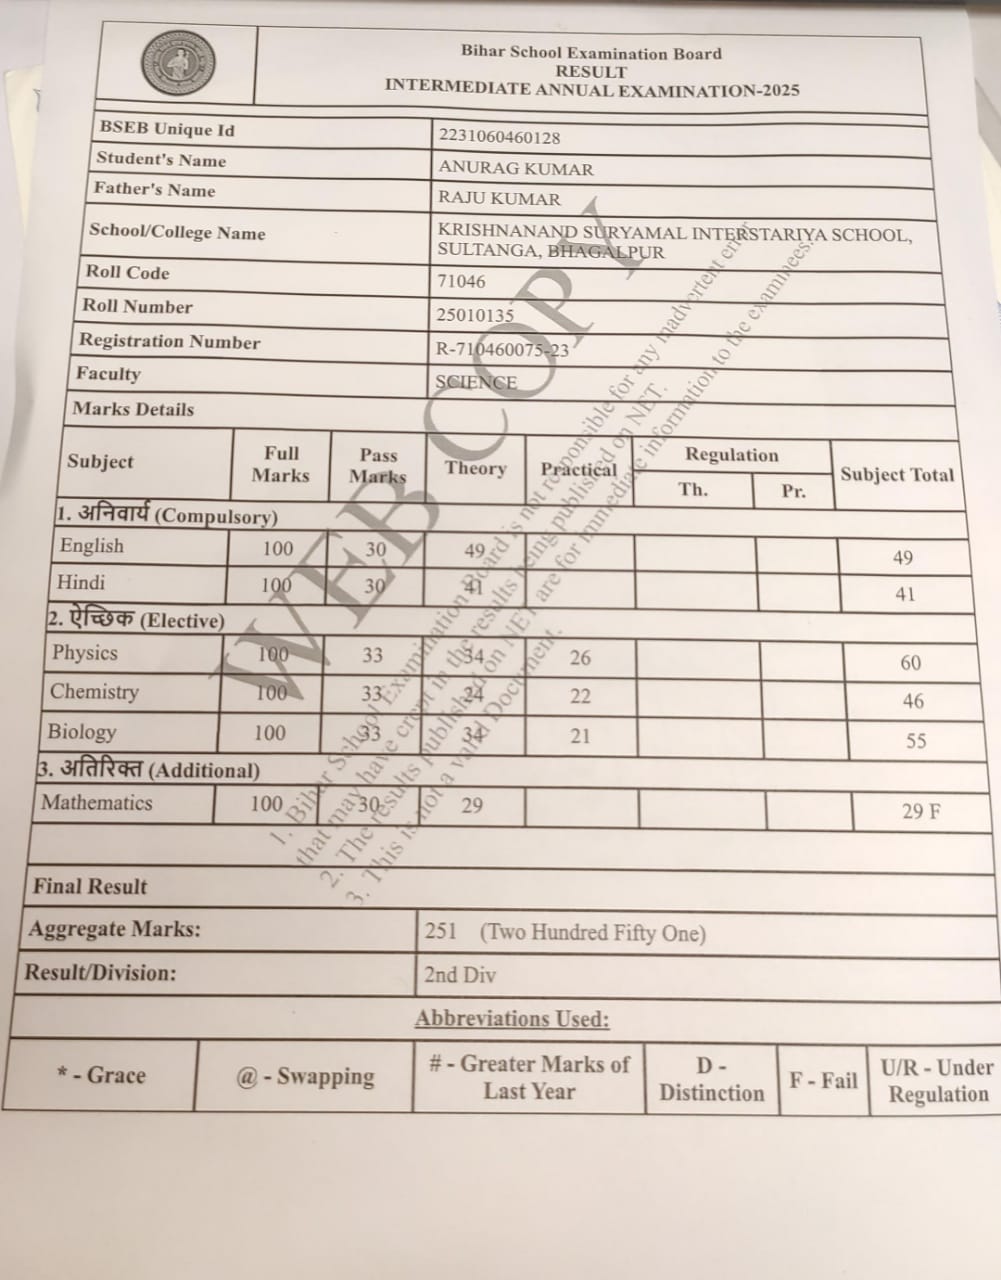 Bihar School Examination Board
RESULT
INTERMEDIATE ANNUAL EXAMINATION-2025
BSEB Unique Id 2231060460128
Student's Name ANURAG KUMAR
Father's Name RAJU KUMAR
School/College Name KRISHNANAND SURYAMAL INTERSTARIYA SCHOOL,
SULTANGA, BHAGALPUR
Roll Code 71046
Roll Number 25010135
Registration Number R-710460075-23
Faculty SCIENCE
Marks Details
Subject Full Marks Pass Marks Theory Practical Regulation Subject Total
Th. Pr.
1. अनिवार्य (Compulsory)
English 100 30 49 49
Hindi 100 30 41 41
2. ऐच्छिक (Elective)
Physics 100 33 34 26 60
Chemistry 100 33 24 22 46
Biology 100 33 34 21 55
3. अतिरिक्त (Additional)
Mathematics 100 30 29 29 F
Final Result
Aggregate Marks: 251 (Two Hundred Fifty One)
Result/Division: 2nd Div
Abbreviations Used:
* - Grace @ - Swapping # - Greater Marks of Last Year D - Distinction F - Fail U/R - Under Regulation
WEB COPY
1. Bihar School Examination Board is not responsible for any inadvertent error
that may have crept in the results being published on NET.
2. The results published on NET are for immediate information to the examinees.
3. This is not a valid Document.